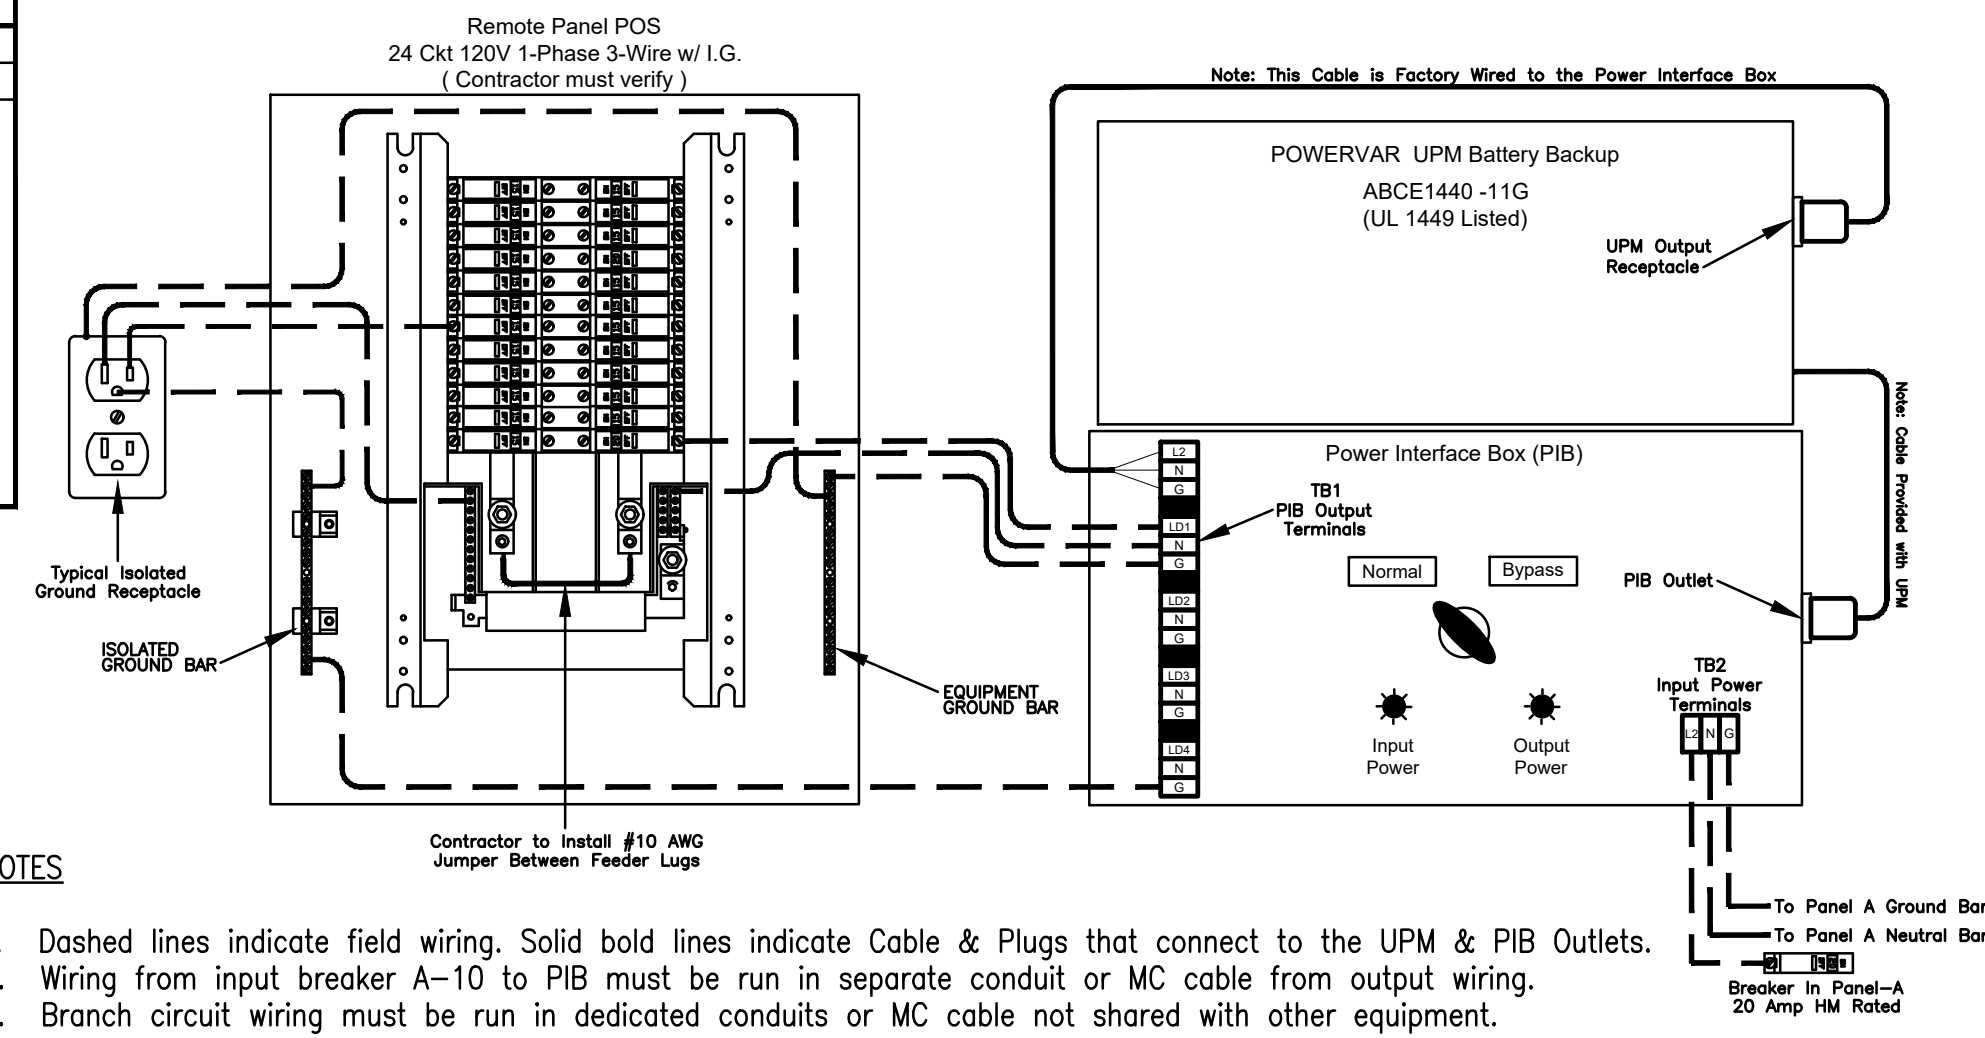 Remote Panel POS
24 Ckt 120V 1-Phase 3-Wire w/ I.G.
( Contractor must verify )
Note: This Cable is Factory Wired to the Power Interface Box
POWERVAR UPM Battery Backup
ABCE1440 -11G
(UL 1449 Listed)
UPM Output
Receptacle
Note: Cable Provided with UPM
Power Interface Box (PIB)
TB1
PIB Output
Terminals
L2
N
G
LD1
N
G
LD2
N
G
LD3
N
G
LD4
N
G
Normal
Bypass
PIB Outlet
TB2
Input Power
Terminals
L2 N G
Input
Power
Output
Power
Typical Isolated
Ground Receptacle
ISOLATED
GROUND BAR
EQUIPMENT
GROUND BAR
Contractor to Install #10 AWG
Jumper Between Feeder Lugs
To Panel A Ground Bar
To Panel A Neutral Bar
Breaker In Panel-A
20 Amp HM Rated
OTES
Dashed lines indicate field wiring. Solid bold lines indicate Cable & Plugs that connect to the UPM & PIB Outlets.
Wiring from input breaker A-10 to PIB must be run in separate conduit or MC cable from output wiring.
Branch circuit wiring must be run in dedicated conduits or MC cable not shared with other equipment.